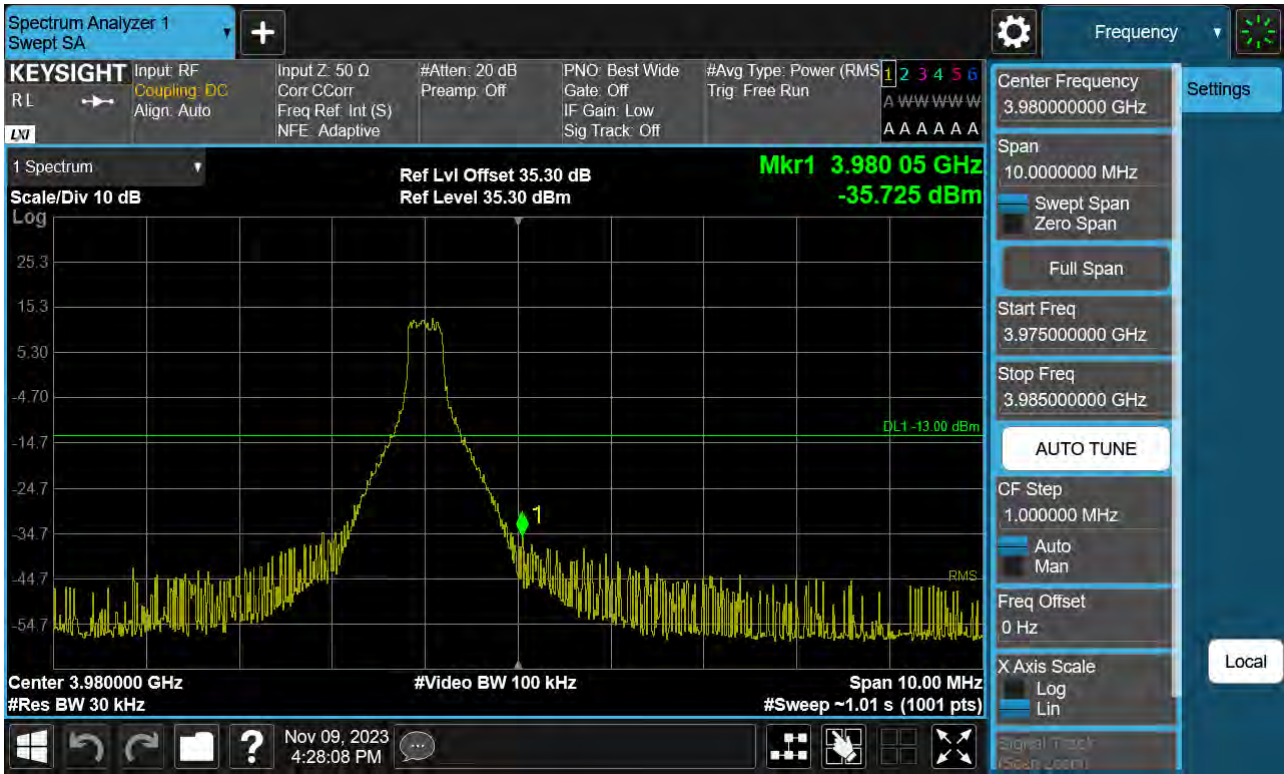 Spectrum Analyzer 1
Swept SA
+
Frequency
KEYSIGHT
RL
LXI
Input: RF
Coupling: DC
Align: Auto
Input Z: 50 Ω
Corr CCorr
Freq Ref: Int (S)
NFE: Adaptive
#Atten: 20 dB
Preamp: Off
PNO: Best Wide
Gate: Off
IF Gain: Low
Sig Track: Off
#Avg Type: Power (RMS
Trig: Free Run
1 2 3 4 5 6
A W W W W W
A A A A A A
1 Spectrum
Scale/Div 10 dB
Log
Ref Lvl Offset 35.30 dB
Ref Level 35.30 dBm
Mkr1 3.980 05 GHz
-35.725 dBm
25.3
15.3
5.30
-4.70
-14.7
-24.7
-34.7
-44.7
-54.7
DL1 -13.00 dBm
1
RMS
Center 3.980000 GHz
#Res BW 30 kHz
#Video BW 100 kHz
Span 10.00 MHz
#Sweep ~1.01 s (1001 pts)
Center Frequency
3.980000000 GHz
Span
10.0000000 MHz
Swept Span
Zero Span
Full Span
Start Freq
3.975000000 GHz
Stop Freq
3.985000000 GHz
AUTO TUNE
CF Step
1.000000 MHz
Auto
Man
Freq Offset
0 Hz
X Axis Scale
Log
Lin
Signal Track
(Span Zoom)
Settings
Local
?
Nov 09, 2023
4:28:08 PM